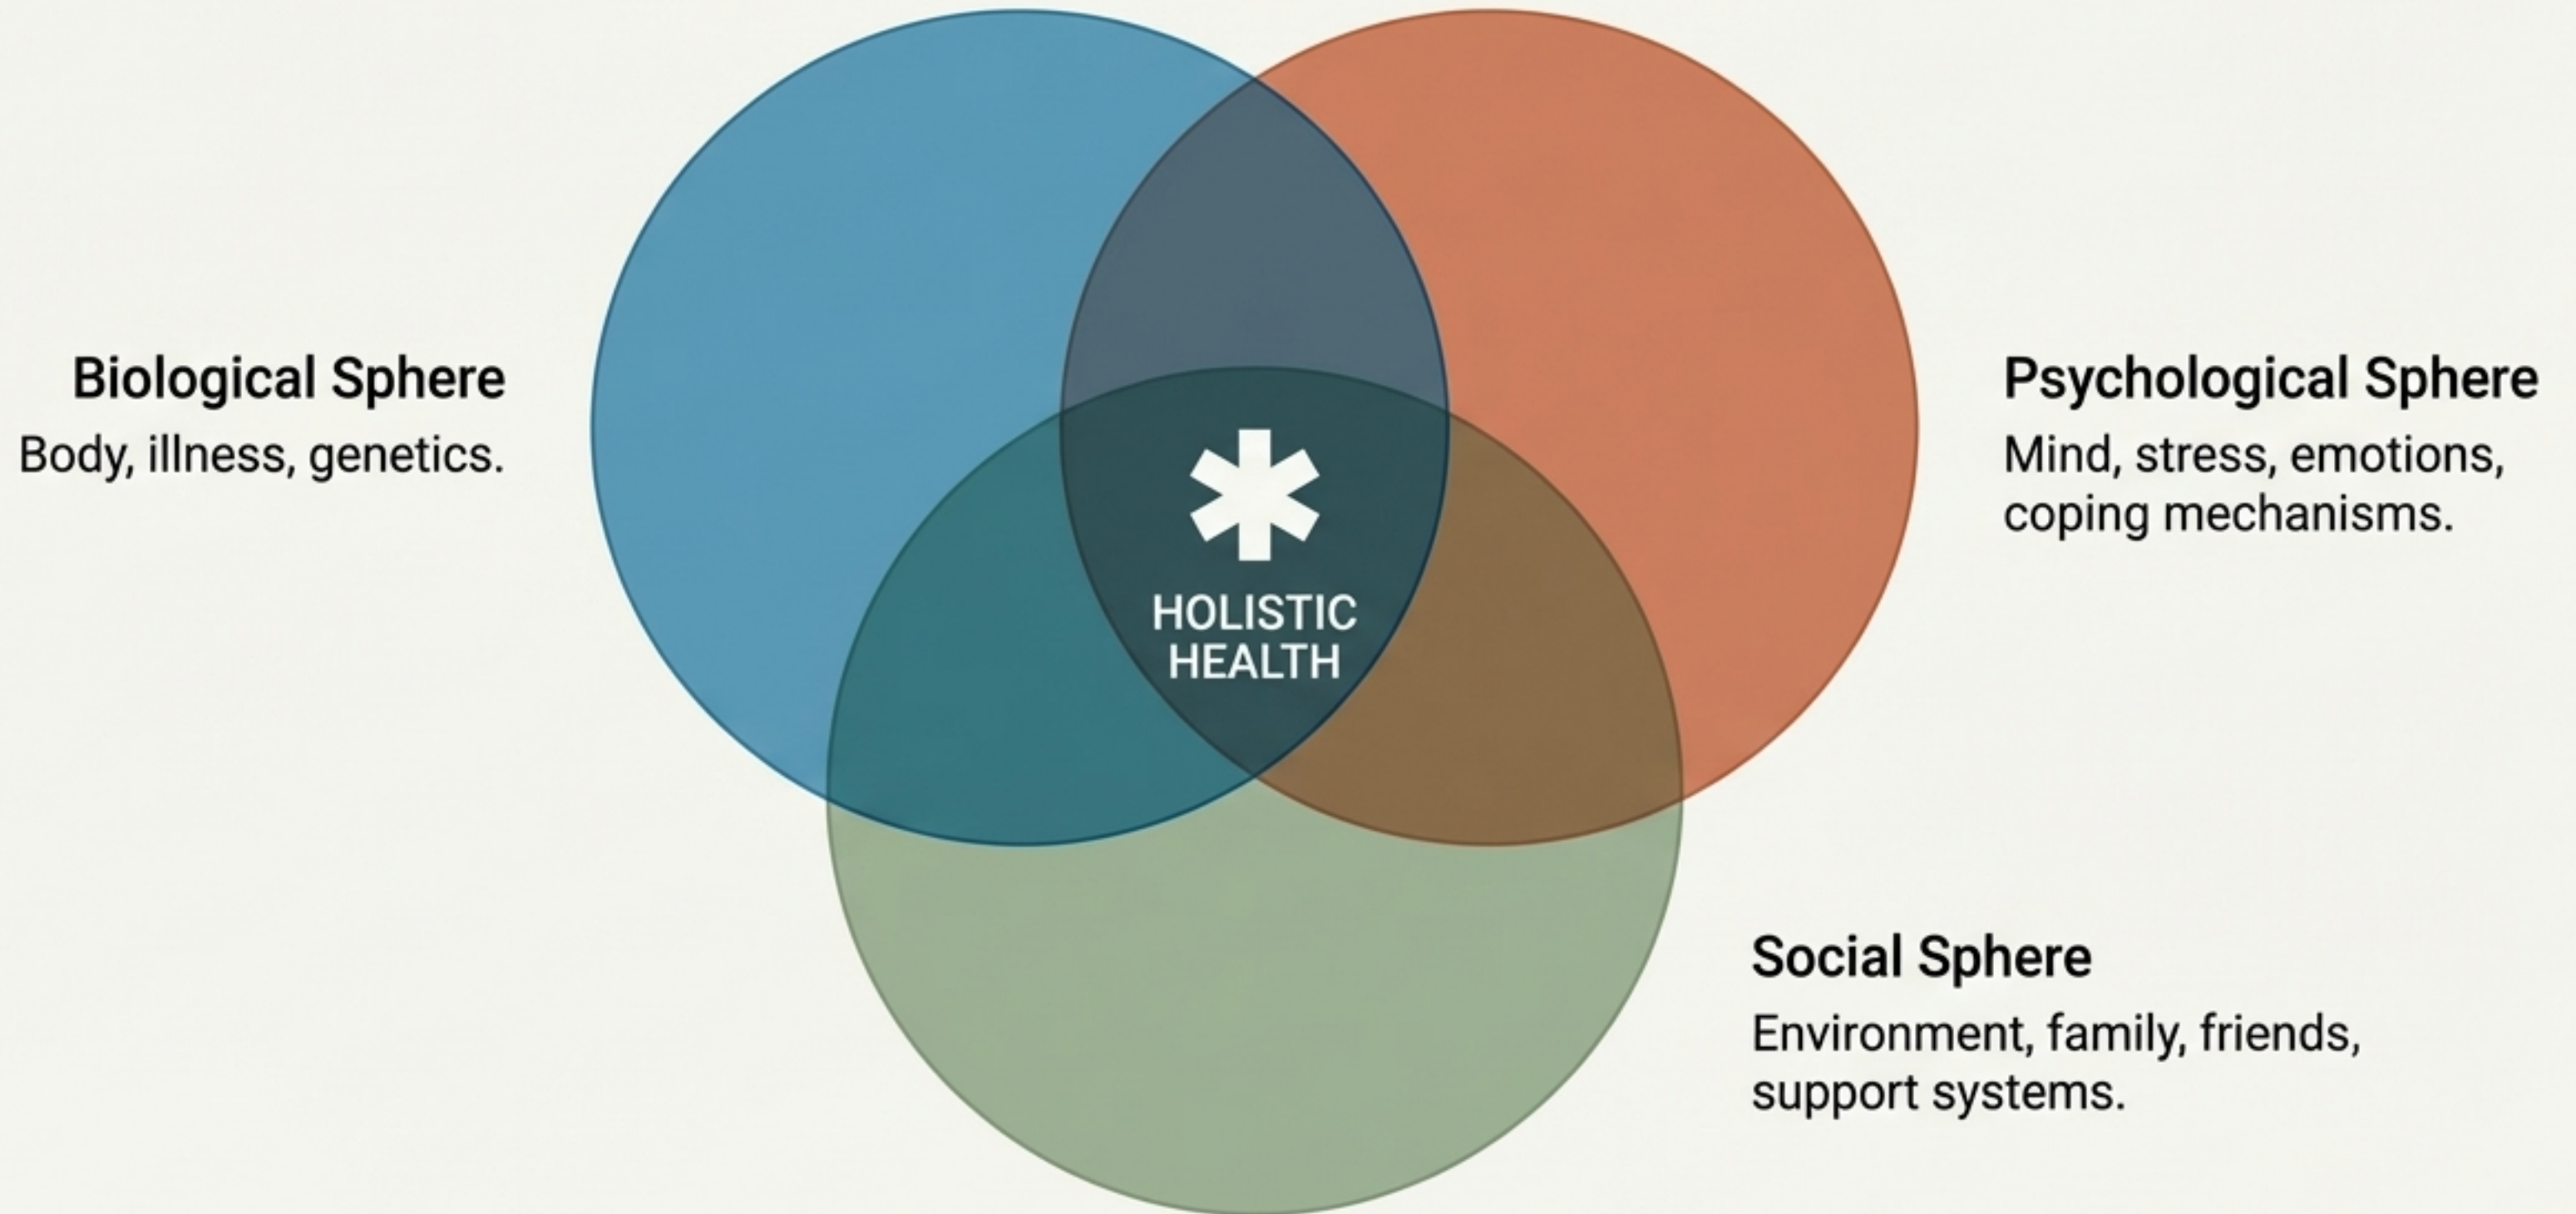 Biological Sphere
Body, illness, genetics.
HOLISTIC
HEALTH
Psychological Sphere
Mind, stress, emotions,
coping mechanisms.
Social Sphere
Environment, family, friends,
support systems.